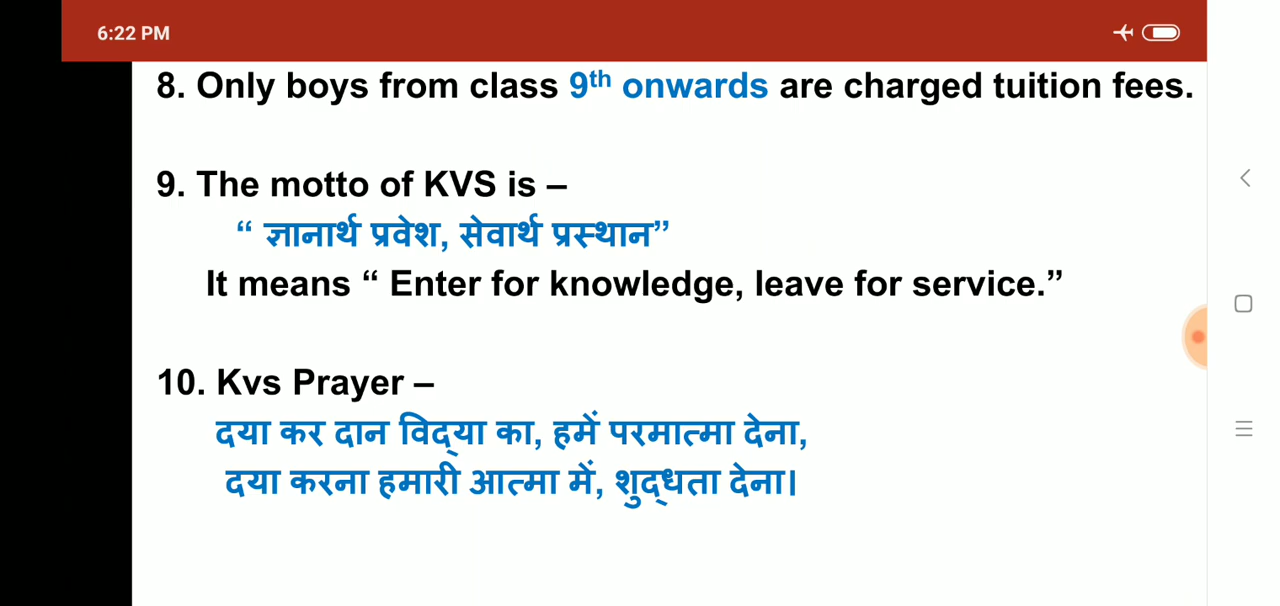 6:22 PM
8. Only boys from class 9th onwards are charged tuition fees.
9. The motto of KVS is –
“ ज्ञानार्थ प्रवेश, सेवार्थ प्रस्थान”
It means “ Enter for knowledge, leave for service.”
10. Kvs Prayer –
दया कर दान विद्या का, हमें परमात्मा देना,
दया करना हमारी आत्मा में, शुद्धता देना।